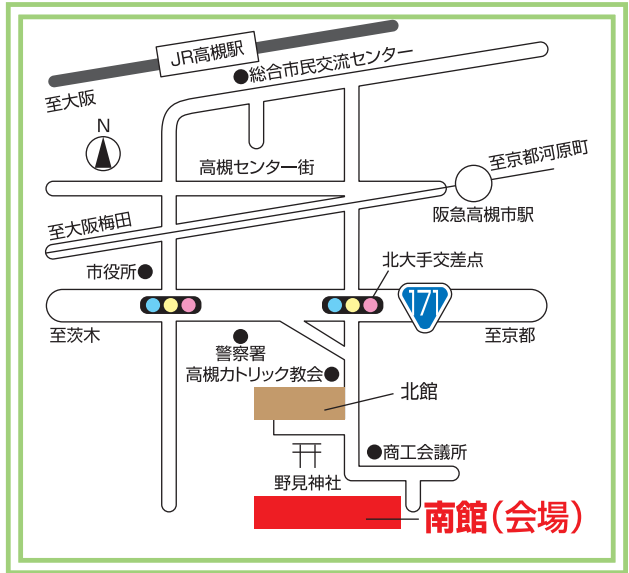 JR高槻駅
総合市民交流センター
至大阪
N
高槻センター街
至京都河原町
阪急高槻市駅
至大阪梅田
市役所
北大手交差点
171
至茨木
至京都
警察署
高槻カトリック教会
北館
商工会議所
野見神社
南館(会場)